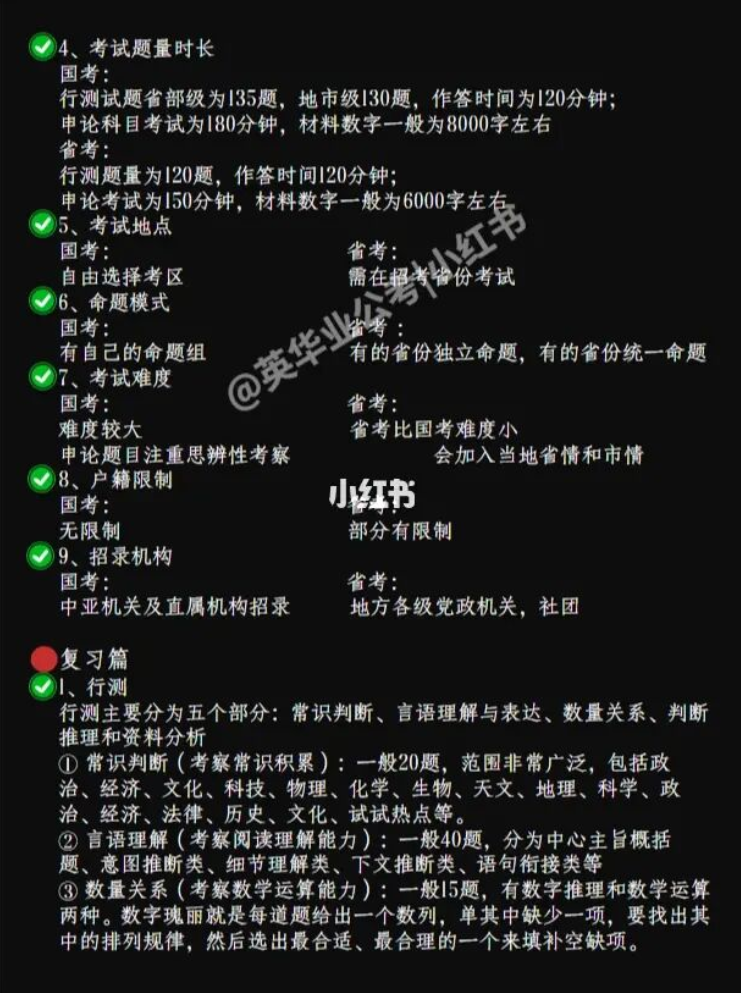 4、考试题量时长
国考：
行测试题省部级为135题，地市级130题，作答时间为120分钟；
申论科目考试为180分钟，材料数字一般为8000字左右
省考：
行测题量为120题，作答时间120分钟；
申论考试为150分钟，材料数字一般为6000字左右
5、考试地点
国考： 省考：
自由选择考区 需在招考省份考试
6、命题模式
国考： 省考：
有自己的命题组 有的省份独立命题，有的省份统一命题
7、考试难度
国考： 省考：
难度较大 省考比国考难度小
申论题目注重思辨性考察 会加入当地省情和市情
8、户籍限制
国考： 省考：
无限制 部分有限制
9、招录机构
国考： 省考：
中亚机关及直属机构招录 地方各级党政机关，社团
复习篇
1、行测
行测主要分为五个部分：常识判断、言语理解与表达、数量关系、判断
推理和资料分析
① 常识判断（考察常识积累）：一般20题，范围非常广泛，包括政
治、经济、文化、科技、物理、化学、生物、天文、地理、科学、政
治、经济、法律、历史、文化、试试热点等。
② 言语理解（考察阅读理解能力）：一般40题，分为中心主旨概括
题、意图推断类、细节理解类、下文推断类、语句衔接类等
③ 数量关系（考察数学运算能力）：一般15题，有数字推理和数学运算
两种。数字瑰丽就是每道题给出一个数列，单其中缺少一项，要找出其
中的排列规律，然后选出最合适、最合理的一个来填补空缺项。
@英华业公考|小红书
小红书